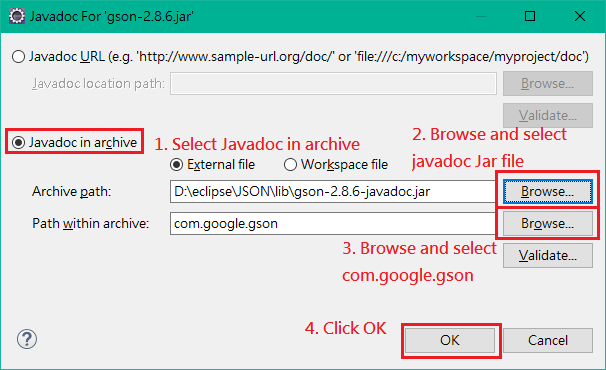 Javadoc For 'gson-2.8.6.jar'
Javadoc URL (e.g. 'http://www.sample-url.org/doc/' or 'file:///c:/myworkspace/myproject/doc')
Javadoc location path:
Browse...
Validate...
Javadoc in archive
1. Select Javadoc in archive
2. Browse and select
javadoc Jar file
External file
Workspace file
Archive path:
D:\eclipse\JSON\lib\gson-2.8.6-javadoc.jar
Browse...
Path within archive:
com.google.gson
Browse...
3. Browse and select
com.google.gson
Validate...
4. Click OK
?
OK
Cancel